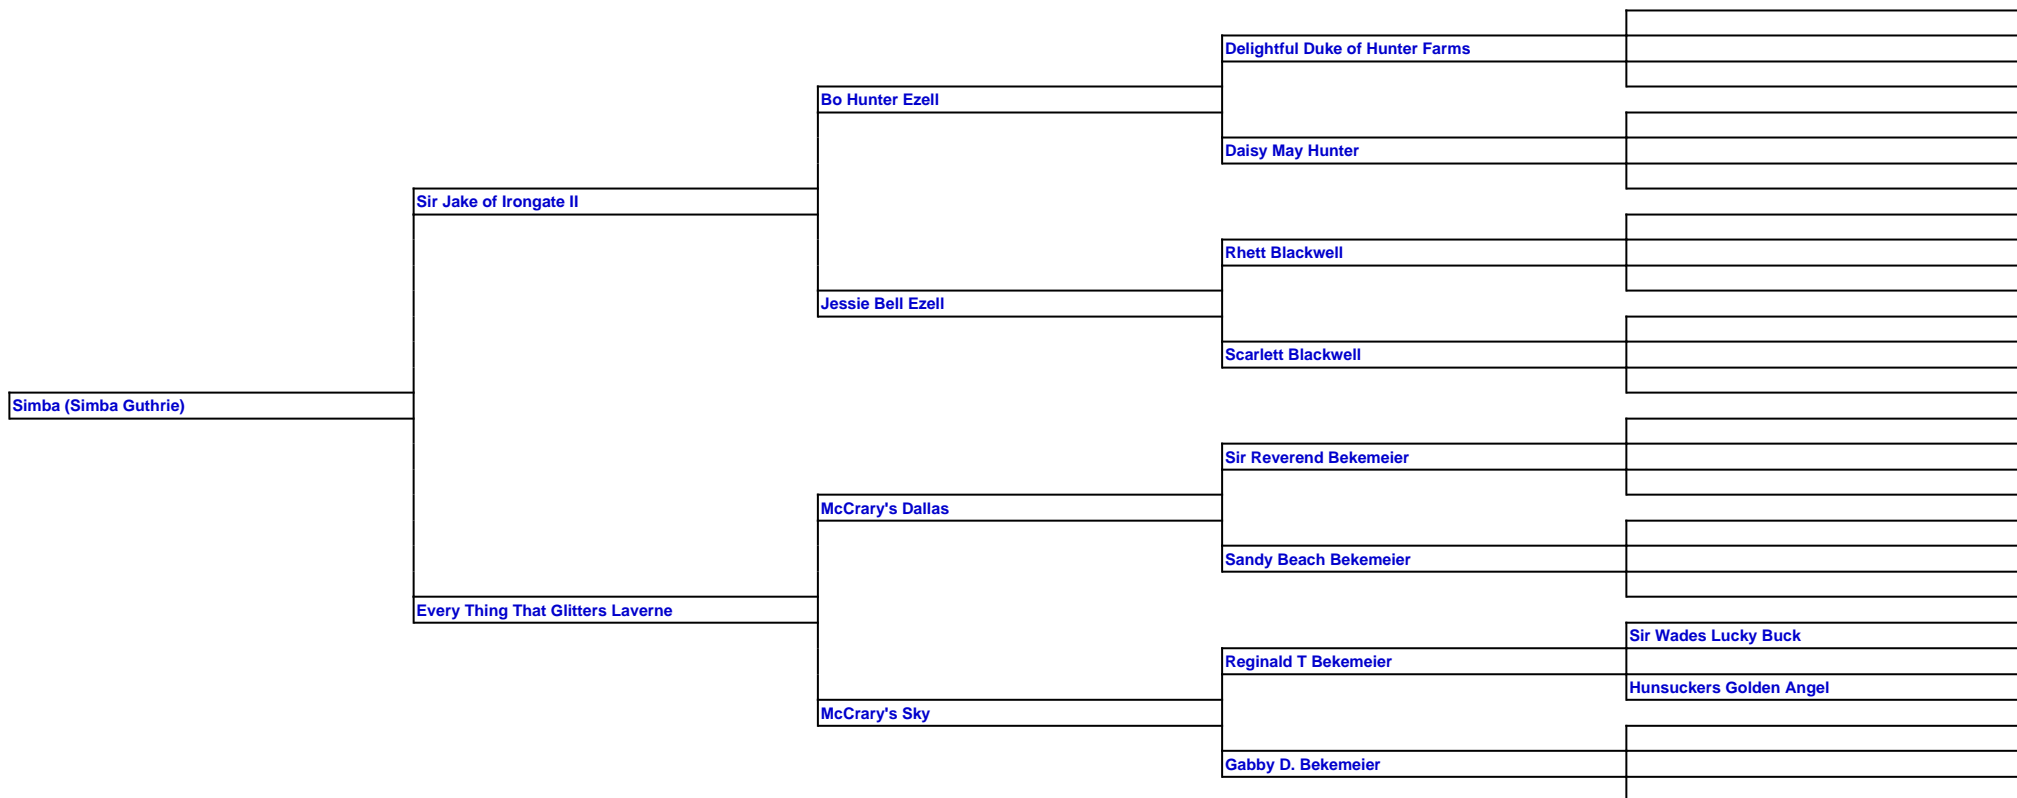 Delightful Duke of Hunter Farms
Bo Hunter Ezell
Daisy May Hunter
Sir Jake of Irongate II
Rhett Blackwell
Jessie Bell Ezell
Scarlett Blackwell
Simba (Simba Guthrie)
Sir Reverend Bekemeier
McCrary's Dallas
Sandy Beach Bekemeier
Every Thing That Glitters Laverne
Sir Wades Lucky Buck
Reginald T Bekemeier
Hunsuckers Golden Angel
McCrary's Sky
Gabby D. Bekemeier